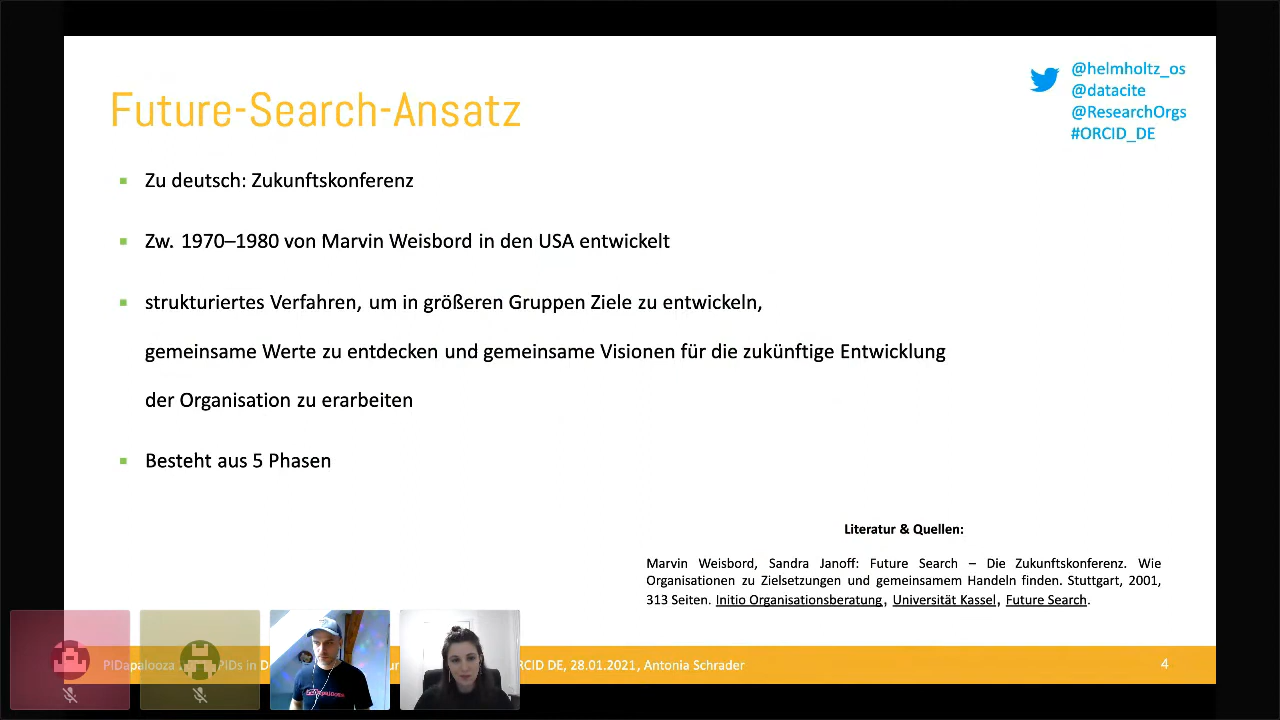 Future-Search-Ansatz
@helmholtz_os
@datacite
@ResearchOrgs
#ORCID_DE
Zu deutsch: Zukunftskonferenz
Zw. 1970–1980 von Marvin Weisbord in den USA entwickelt
strukturiertes Verfahren, um in größeren Gruppen Ziele zu entwickeln,
gemeinsame Werte zu entdecken und gemeinsame Visionen für die zukünftige Entwicklung
der Organisation zu erarbeiten
Besteht aus 5 Phasen
Literatur & Quellen:
Marvin Weisbord, Sandra Janoff: Future Search – Die Zukunftskonferenz. Wie
Organisationen zu Zielsetzungen und gemeinsamem Handeln finden. Stuttgart, 2001,
313 Seiten. Initio Organisationsberatung, Universität Kassel, Future Search.
PIDapalooza PIDs in DE, 28.01.2021, Antonia Schrader
4